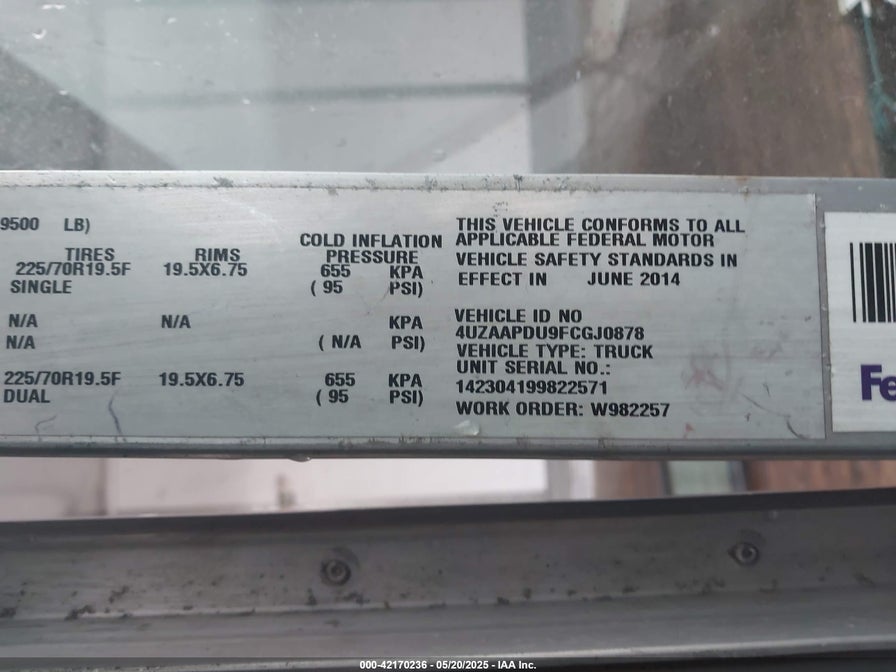 9500 LB)
TIRES RIMS COLD INFLATION PRESSURE
225/70R19.5F 19.5X6.75 655 KPA
SINGLE ( 95 PSI)
N/A N/A KPA
N/A ( N/A PSI)
225/70R19.5F 19.5X6.75 655 KPA
DUAL ( 95 PSI)
THIS VEHICLE CONFORMS TO ALL
APPLICABLE FEDERAL MOTOR
VEHICLE SAFETY STANDARDS IN
EFFECT IN JUNE 2014
VEHICLE ID NO
4UZAAPDU9FCGJ0878
VEHICLE TYPE: TRUCK
UNIT SERIAL NO.:
142304199822571
WORK ORDER: W982257
Fe
000-42170236 - 05/20/2025 - IAA Inc.